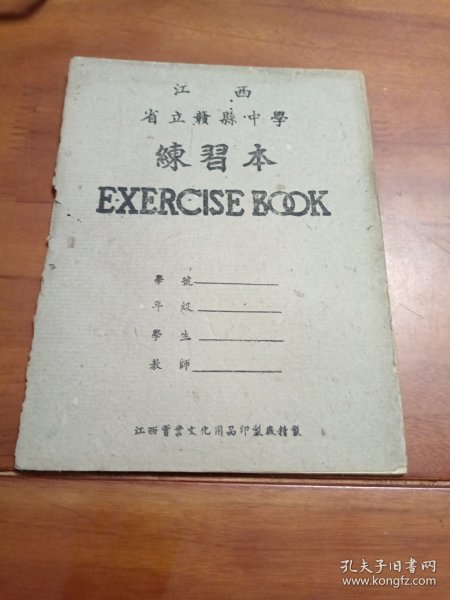 江西
省立贛縣中學
練習本
EXERCISE BOOK
學號
年級
學生
教師
江西實業文化用品印製廠精製
孔夫子旧书网
www.kongfz.com